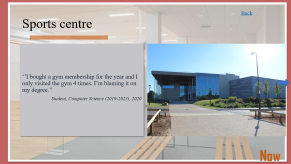 Back
Sports centre
"I bought a gym membership for the year and I
only visited the gym 4 times. I'm blaming it on
my degree."
Student, Computer Science (2019-2023), 2020
Now